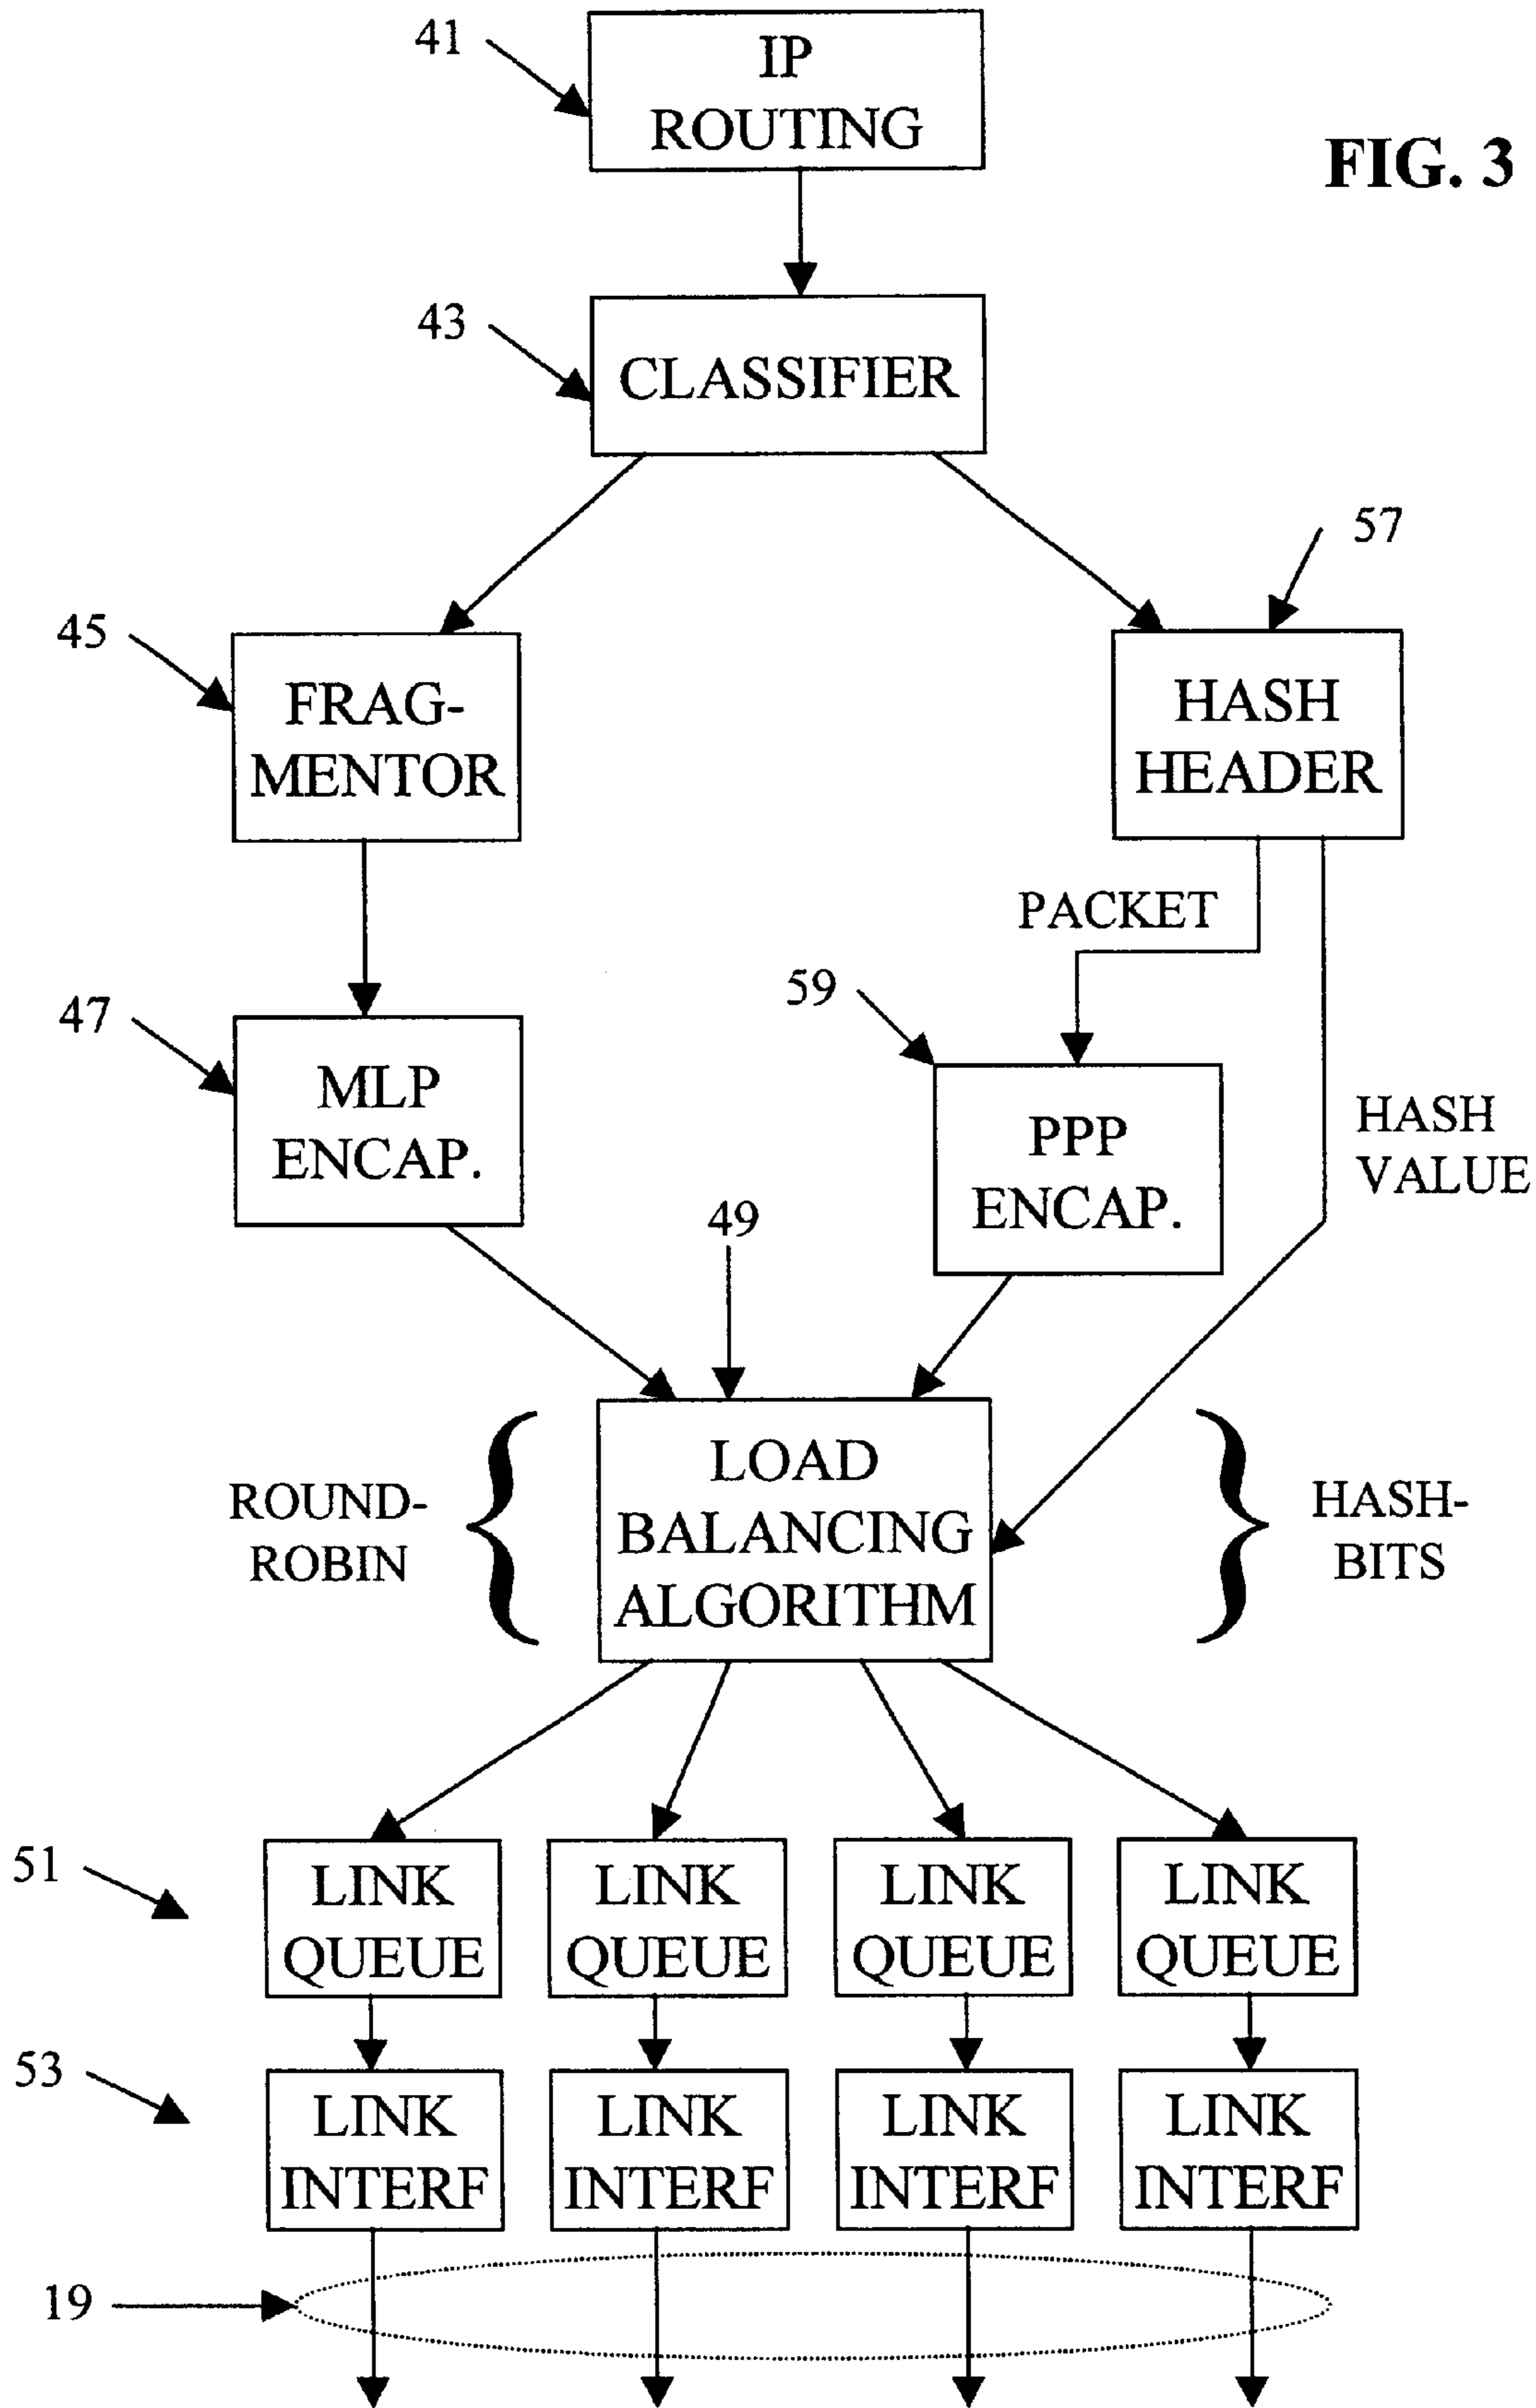 41
IP
ROUTING
FIG. 3
43
CLASSIFIER
57
45
FRAG-
MENTOR
HASH
HEADER
PACKET
47
MLP
ENCAP.
59
PPP
ENCAP.
HASH
VALUE
49
ROUND-
ROBIN
LOAD
BALANCING
ALGORITHM
HASH-
BITS
51
LINK
QUEUE
LINK
QUEUE
LINK
QUEUE
LINK
QUEUE
53
LINK
INTERF
LINK
INTERF
LINK
INTERF
LINK
INTERF
19